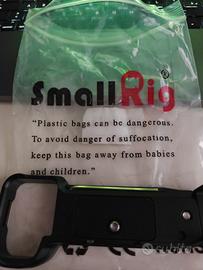 SmallRig®
"Plastic bags can be dangerous.
To avoid danger of suffocation,
keep this bag away from babies
and children."
subito